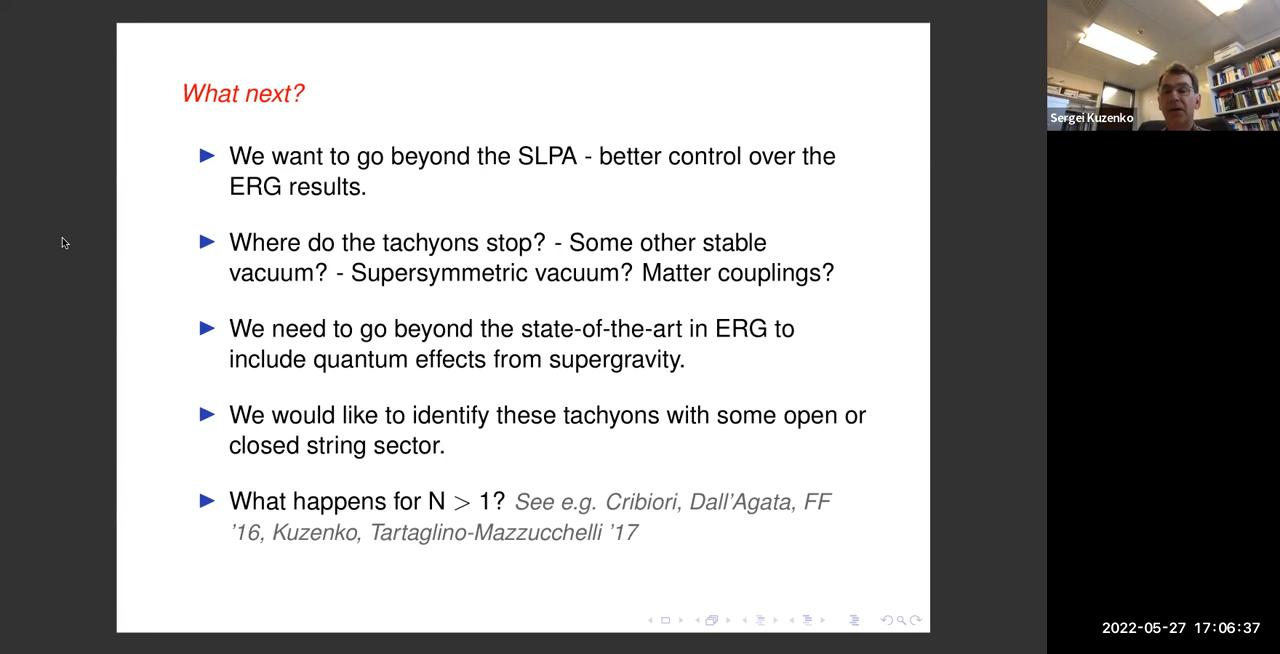 What next?
We want to go beyond the SLPA - better control over the
ERG results.
Where do the tachyons stop? - Some other stable
vacuum? - Supersymmetric vacuum? Matter couplings?
We need to go beyond the state-of-the-art in ERG to
include quantum effects from supergravity.
We would like to identify these tachyons with some open or
closed string sector.
What happens for N > 1? See e.g. Cribiori, Dall'Agata, FF
'16, Kuzenko, Tartaglino-Mazzucchelli '17
Sergei Kuzenko
2022-05-27 17:06:37